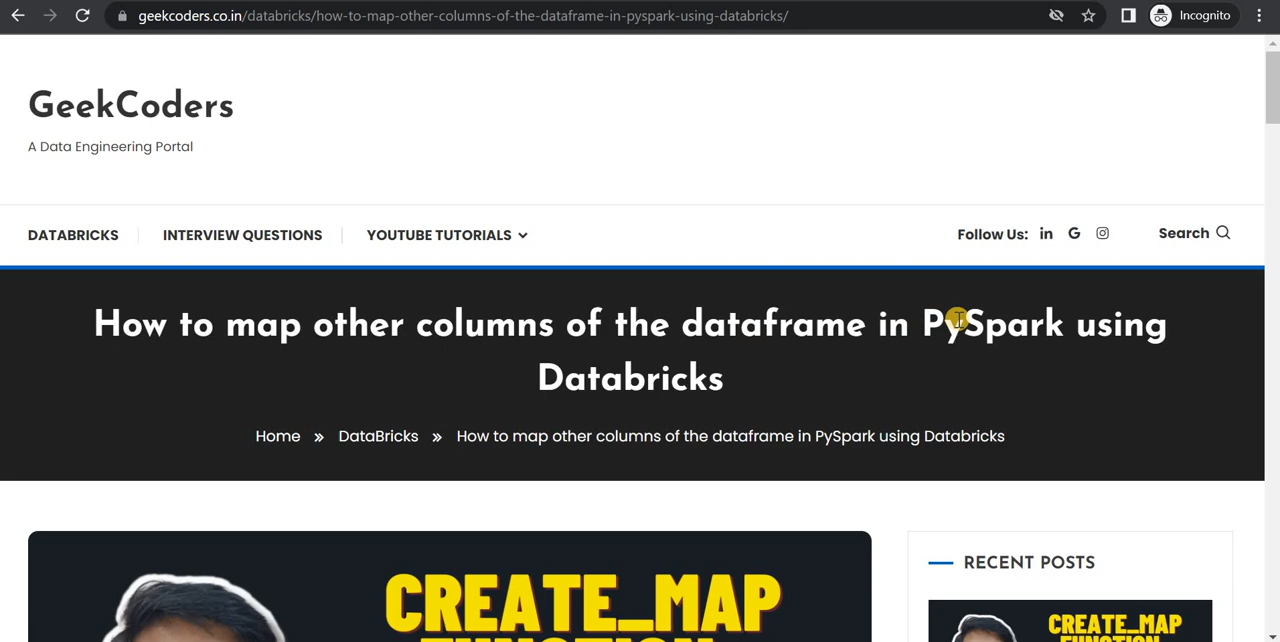 geekcoders.co.in/databricks/how-to-map-other-columns-of-the-dataframe-in-pyspark-using-databricks/
Incognito
GeekCoders
A Data Engineering Portal
DATABRICKS
INTERVIEW QUESTIONS
YOUTUBE TUTORIALS
Follow Us:
Search
How to map other columns of the dataframe in PySpark using
Databricks
Home » DataBricks » How to map other columns of the dataframe in PySpark using Databricks
CREATE_MAP
FUNCTION
RECENT POSTS
CREATE_MAP
FUNCTION